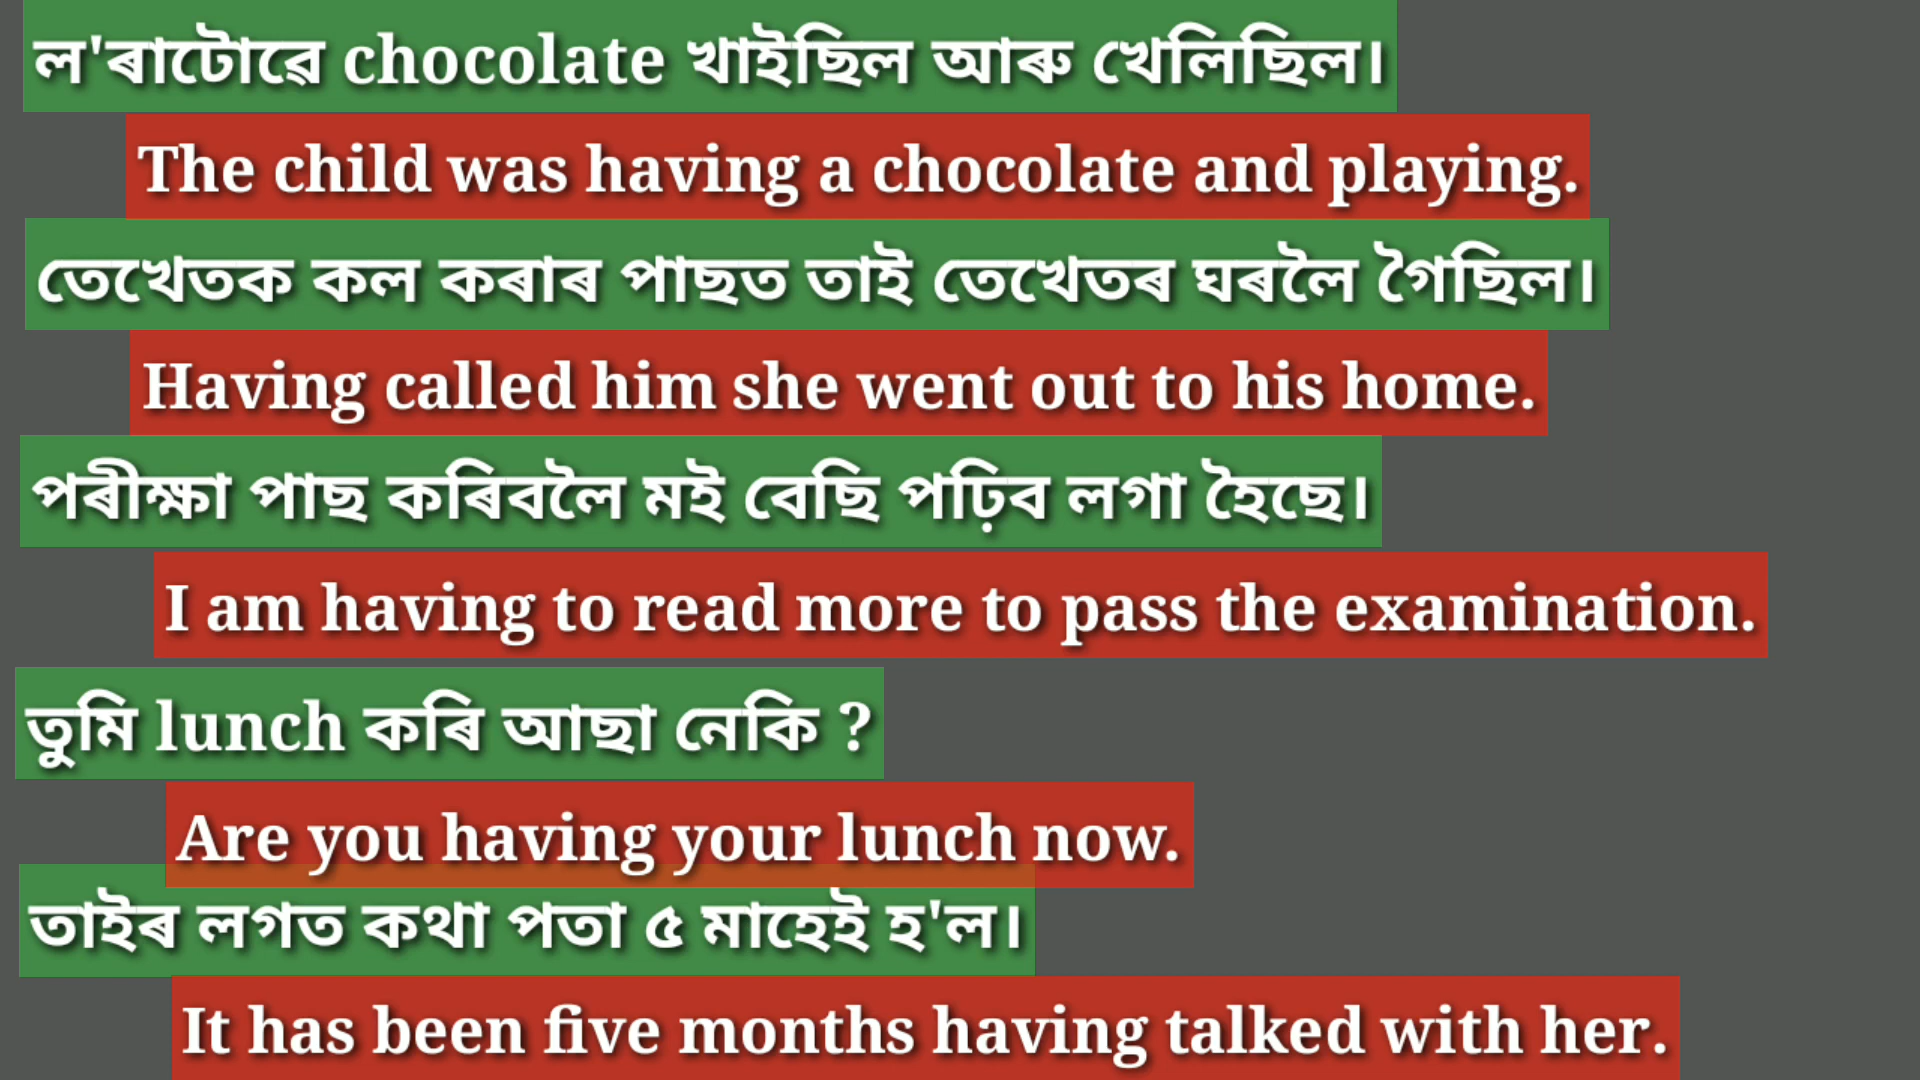 ল'ৰাটোৱে chocolate খাইছিল আৰু খেলিছিল।
The child was having a chocolate and playing.
তেখেতক কল কৰাৰ পাছত তাই তেখেতৰ ঘৰলৈ গৈছিল।
Having called him she went out to his home.
পৰীক্ষা পাছ কৰিবলৈ মই বেছি পঢ়িব লগা হৈছে।
I am having to read more to pass the examination.
তুমি lunch কৰি আছা নেকি ?
Are you having your lunch now.
তাইৰ লগত কথা পতা ৫ মাহেই হ'ল।
It has been five months having talked with her.